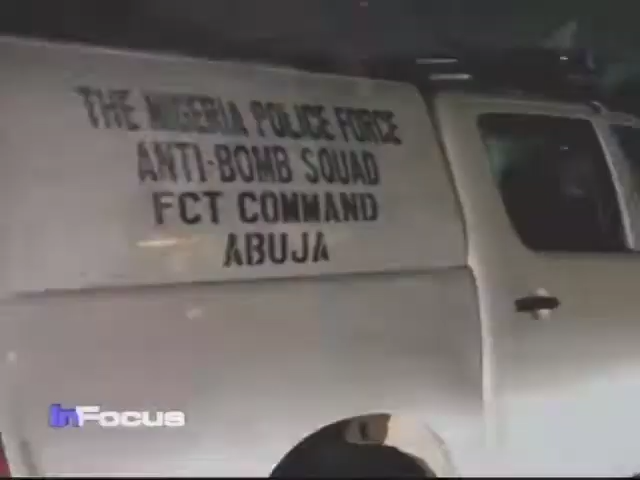 THE NIGERIA POLICE FORCE
ANTI-BOMB SQUAD
FCT COMMAND
ABUJA
InFocus